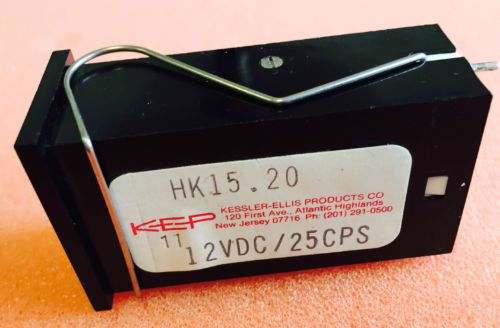 HK15.20
KEP
KESSLER-ELLIS PRODUCTS CO
120 First Ave., Atlantic Highlands
New Jersey 07716 Ph: (201) 291-0500
11
12VDC/25CPS